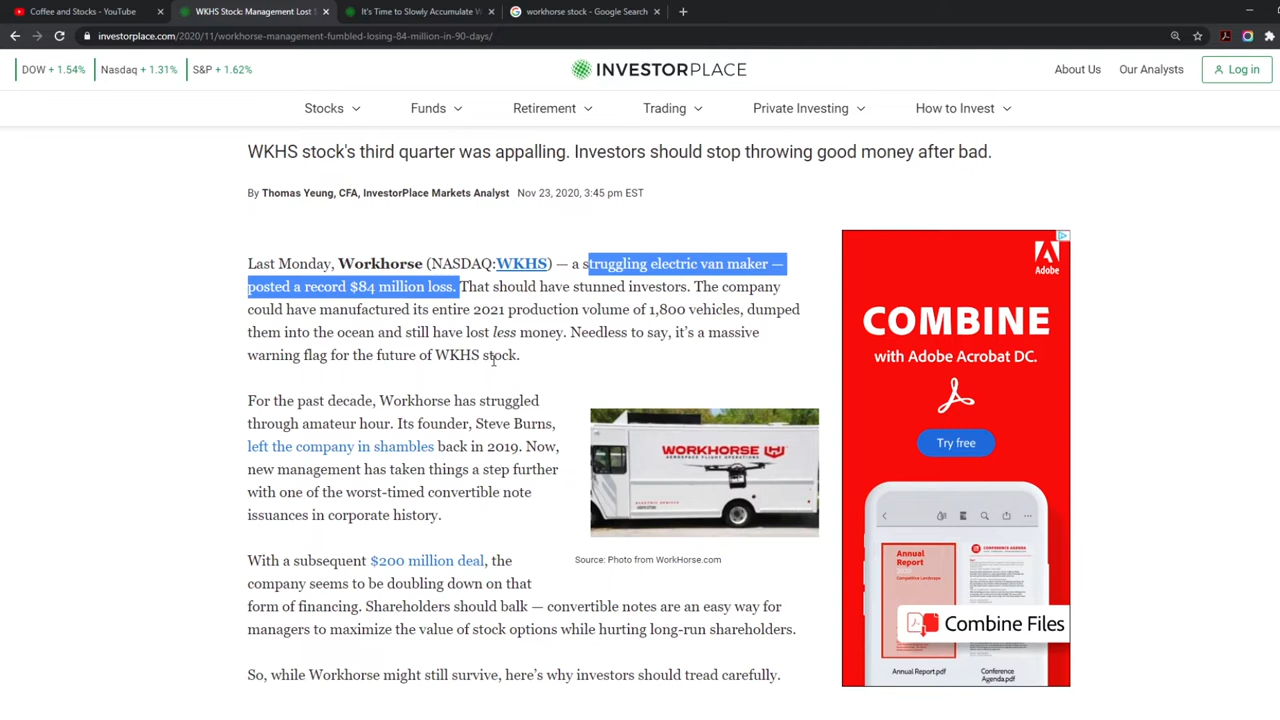 Coffee and Stocks - YouTube
WKHS Stock: Management Lost
It's Time to Slowly Accumulate
workhorse stock - Google Search
investorplace.com/2020/11/workhorse-management-fumbled-losing-84-million-in-90-days/
DOW + 1.54%
Nasdaq + 1.31%
S&P + 1.62%
INVESTORPLACE
About Us
Our Analysts
Log in
Stocks
Funds
Retirement
Trading
Private Investing
How to Invest
WKHS stock's third quarter was appalling. Investors should stop throwing good money after bad.
By Thomas Yeung, CFA, InvestorPlace Markets Analyst Nov 23, 2020, 3:45 pm EST
Last Monday, Workhorse (NASDAQ:WKHS) — a struggling electric van maker —
posted a record $84 million loss. That should have stunned investors. The company
could have manufactured its entire 2021 production volume of 1,800 vehicles, dumped
them into the ocean and still have lost less money. Needless to say, it's a massive
warning flag for the future of WKHS stock.
For the past decade, Workhorse has struggled
through amateur hour. Its founder, Steve Burns,
left the company in shambles back in 2019. Now,
new management has taken things a step further
with one of the worst-timed convertible note
issuances in corporate history.
WORKHORSE
AEROSPACE FLIGHT OPERATIONS
Source: Photo from WorkHorse.com
With a subsequent $200 million deal, the
company seems to be doubling down on that
form of financing. Shareholders should balk — convertible notes are an easy way for
managers to maximize the value of stock options while hurting long-run shareholders.
So, while Workhorse might still survive, here's why investors should tread carefully.
Adobe
COMBINE
with Adobe Acrobat DC.
Try free
Annual
Report
CONFERENCE AGENDA
Combine Files
Annual Report.pdf
Conference
Agenda.pdf